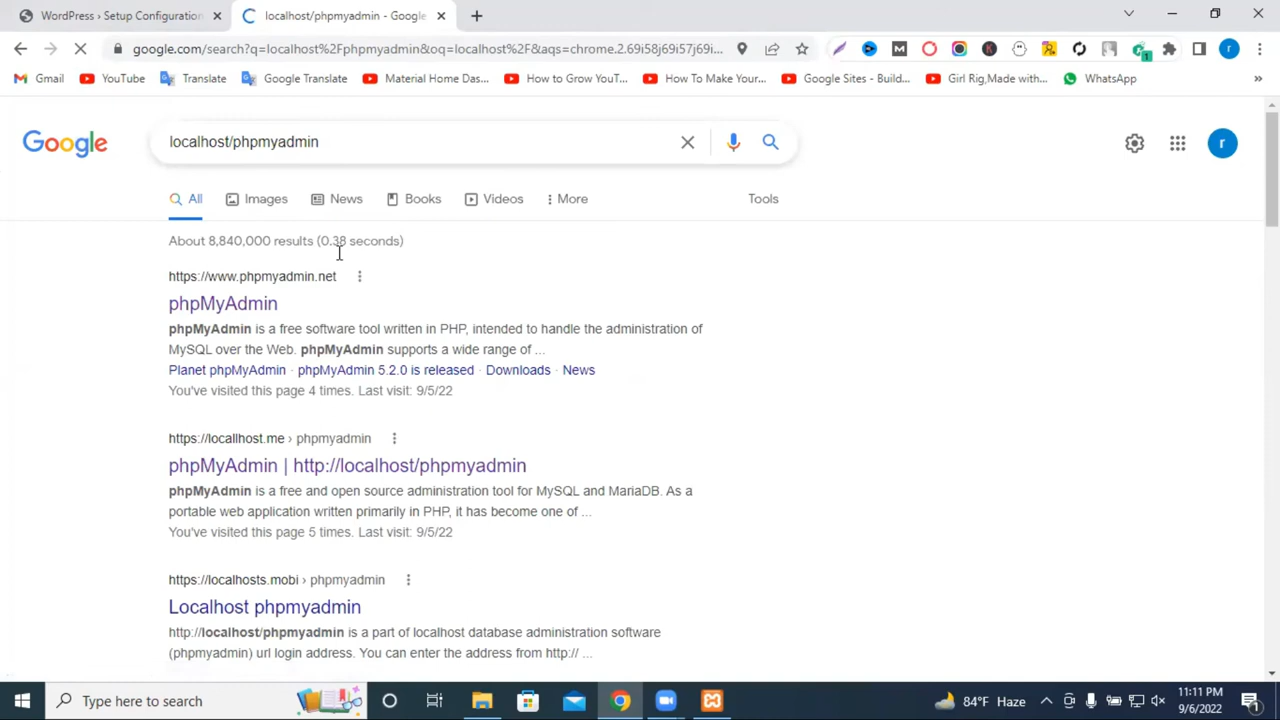 WordPress › Setup Configuration
localhost/phpmyadmin - Google
google.com/search?q=localhost%2Fphpmyadmin&oq=localhost%2F&aqs=chrome.2.69i58j69i57j69i6...
1
r
Gmail
YouTube
Translate
Google Translate
Material Home Das...
How to Grow YouT...
How To Make Your...
Google Sites - Build...
Girl Rig,Made with...
WhatsApp
»
Google
localhost/phpmyadmin
r
All
Images
News
Books
Videos
More
Tools
About 8,840,000 results (0.38 seconds)
https://www.phpmyadmin.net
phpMyAdmin
phpMyAdmin is a free software tool written in PHP, intended to handle the administration of
MySQL over the Web. phpMyAdmin supports a wide range of ...
Planet phpMyAdmin · phpMyAdmin 5.2.0 is released · Downloads · News
You've visited this page 4 times. Last visit: 9/5/22
https://locallhost.me › phpmyadmin
phpMyAdmin | http://localhost/phpmyadmin
phpMyAdmin is a free and open source administration tool for MySQL and MariaDB. As a
portable web application written primarily in PHP, it has become one of ...
You've visited this page 5 times. Last visit: 9/5/22
https://localhosts.mobi › phpmyadmin
Localhost phpmyadmin
http://localhost/phpmyadmin is a part of localhost database administration software
(phpmyadmin) url login address. You can enter the address from http:// ...
Type here to search
84°F Haze
11:11 PM
9/6/2022
1